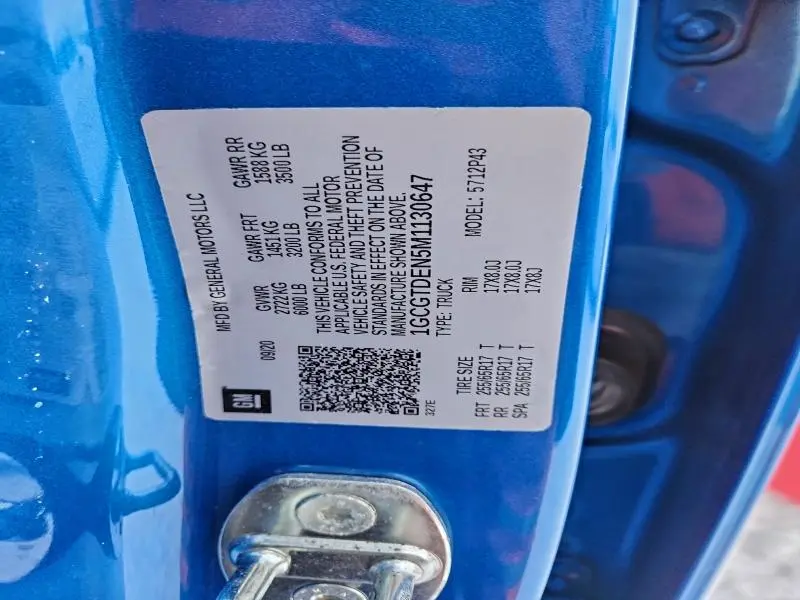 GM
MFD BY GENERAL MOTORS LLC
09/20
GVWR GAWR FRT GAWR RR
2722 KG 1451 KG 1588 KG
6000 LB 3200 LB 3500 LB
THIS VEHICLE CONFORMS TO ALL
APPLICABLE U.S. FEDERAL MOTOR
VEHICLE SAFETY AND THEFT PREVENTION
STANDARDS IN EFFECT ON THE DATE OF
MANUFACTURE SHOWN ABOVE.
1GCGTDEN5M1130647
TYPE: TRUCK
327E
MODEL: 5712P43
TIRE SIZE RIM
FRT 255/65R17 T 17X8.0J
RR 255/65R17 T 17X8.0J
SPA 265/65R17 T 17X8J